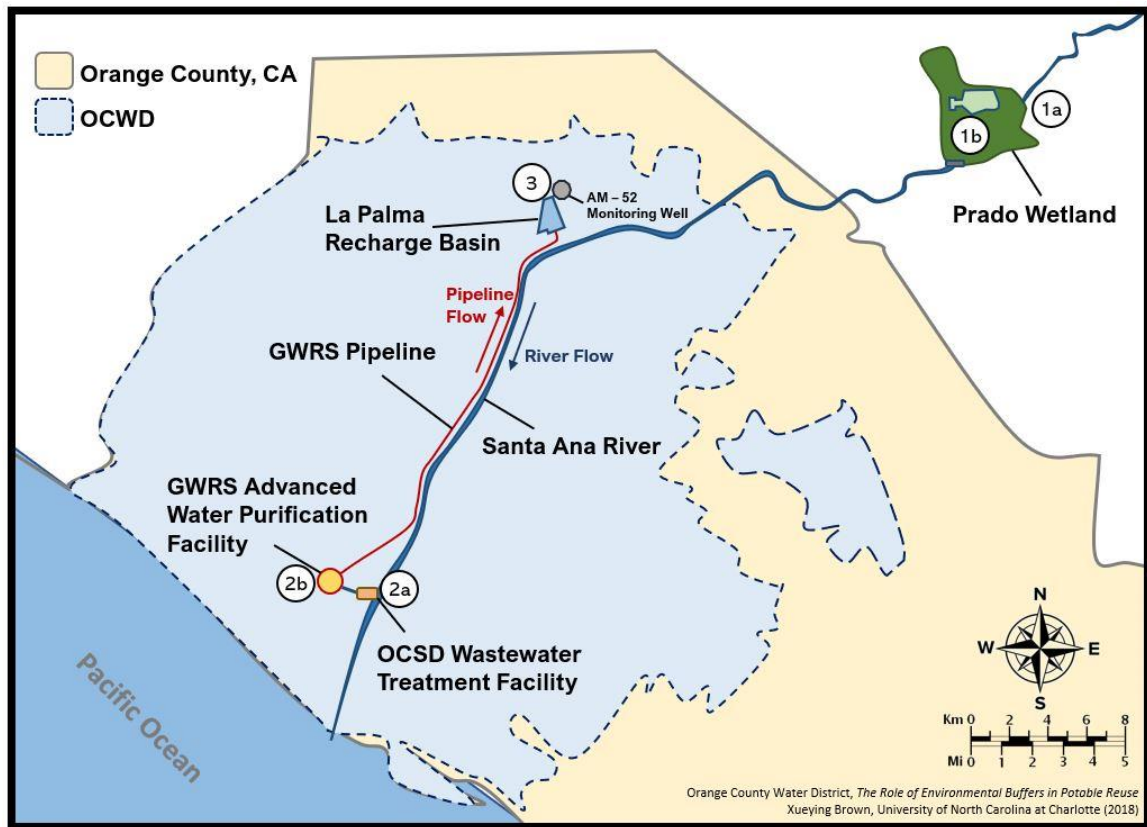 Orange County, CA
OCWD
1a
1b
Prado Wetland
3
AM – 52
Monitoring Well
La Palma
Recharge Basin
Pipeline
Flow
River Flow
GWRS Pipeline
Santa Ana River
GWRS Advanced
Water Purification
Facility
2b
2a
OCSD Wastewater
Treatment Facility
Pacific Ocean
N
W
E
S
Km 0 2 4 6 8
Mi 0 1 2 3 4 5
Orange County Water District, The Role of Environmental Buffers in Potable Reuse
Xueying Brown, University of North Carolina at Charlotte (2018)